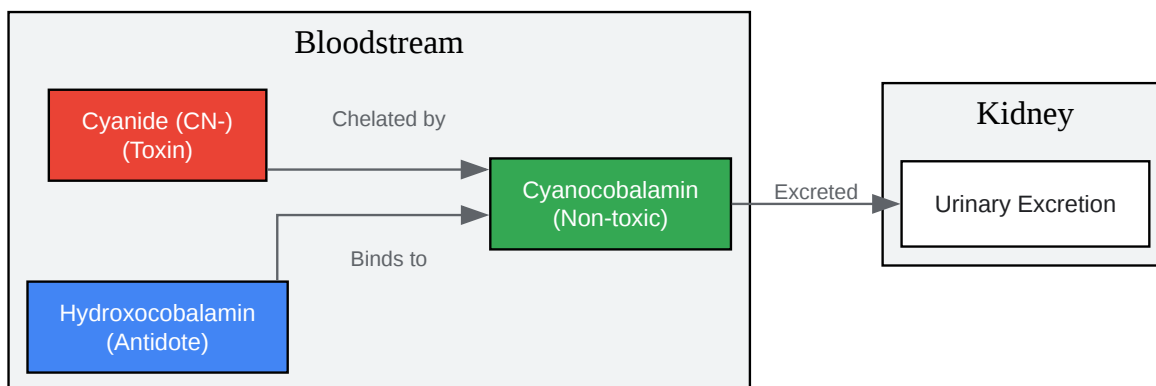 Bloodstream
Cyanide (CN-)
(Toxin)
Chelated by
Cyanocobalamin
(Non-toxic)
Binds to
Hydroxocobalamin
(Antidote)
Excreted
Kidney
Urinary Excretion